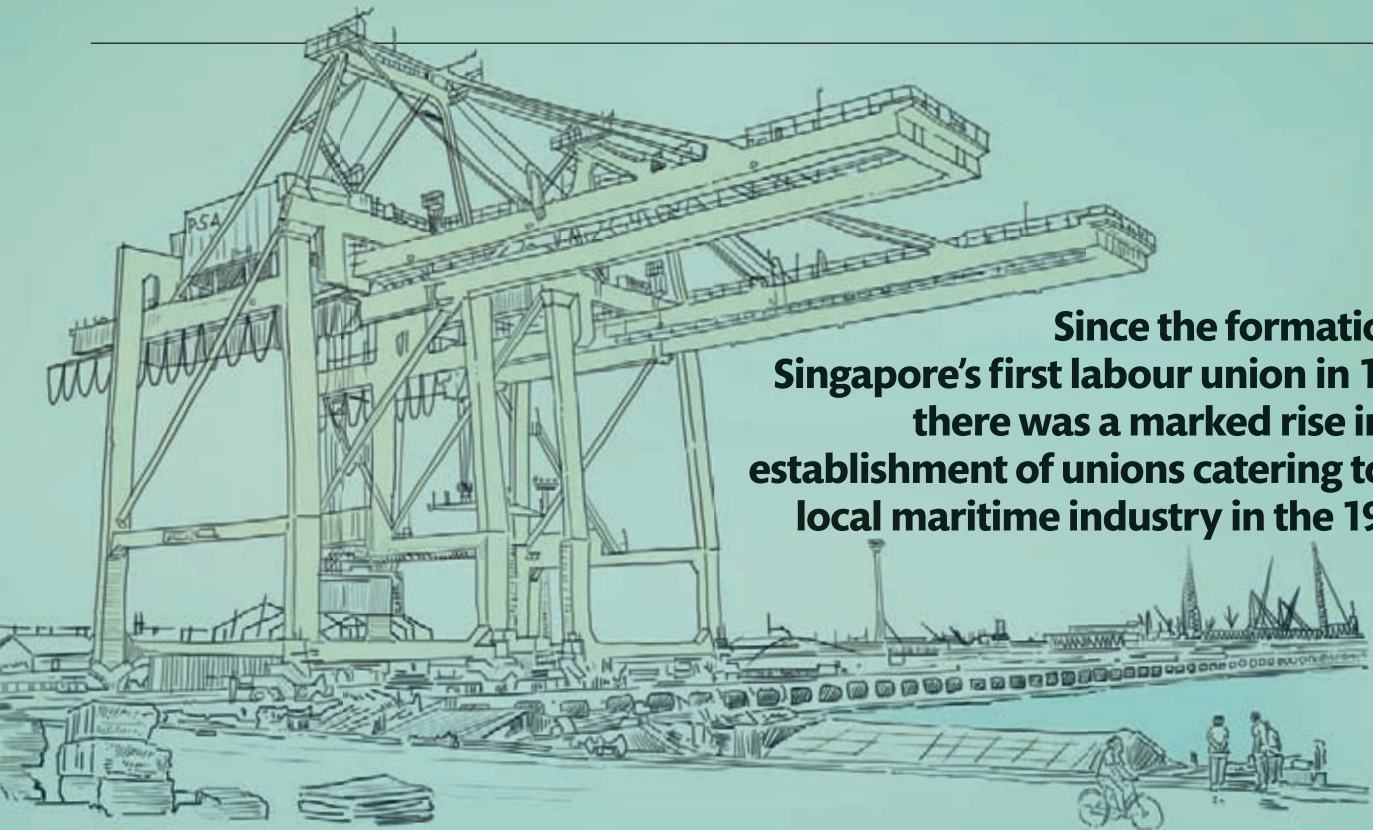 PSA
Since the formatio
Singapore's first labour union in 1
there was a marked rise in
establishment of unions catering to
local maritime industry in the 19